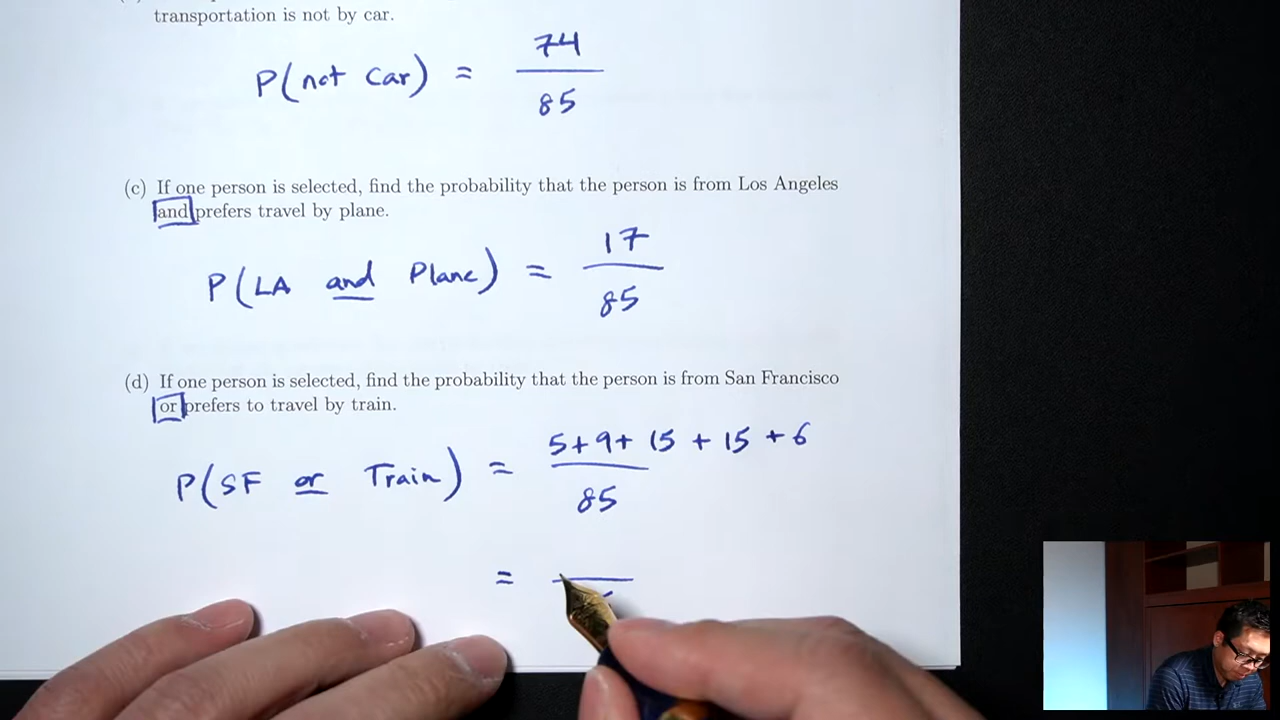 transportation is not by car.
P(not Car) = 74/85
(c) If one person is selected, find the probability that the person is from Los Angeles
and prefers travel by plane.
P(LA and Plane) = 17/85
(d) If one person is selected, find the probability that the person is from San Francisco
or prefers to travel by train.
P(SF or Train) = 5+9+15+15+6/85
=